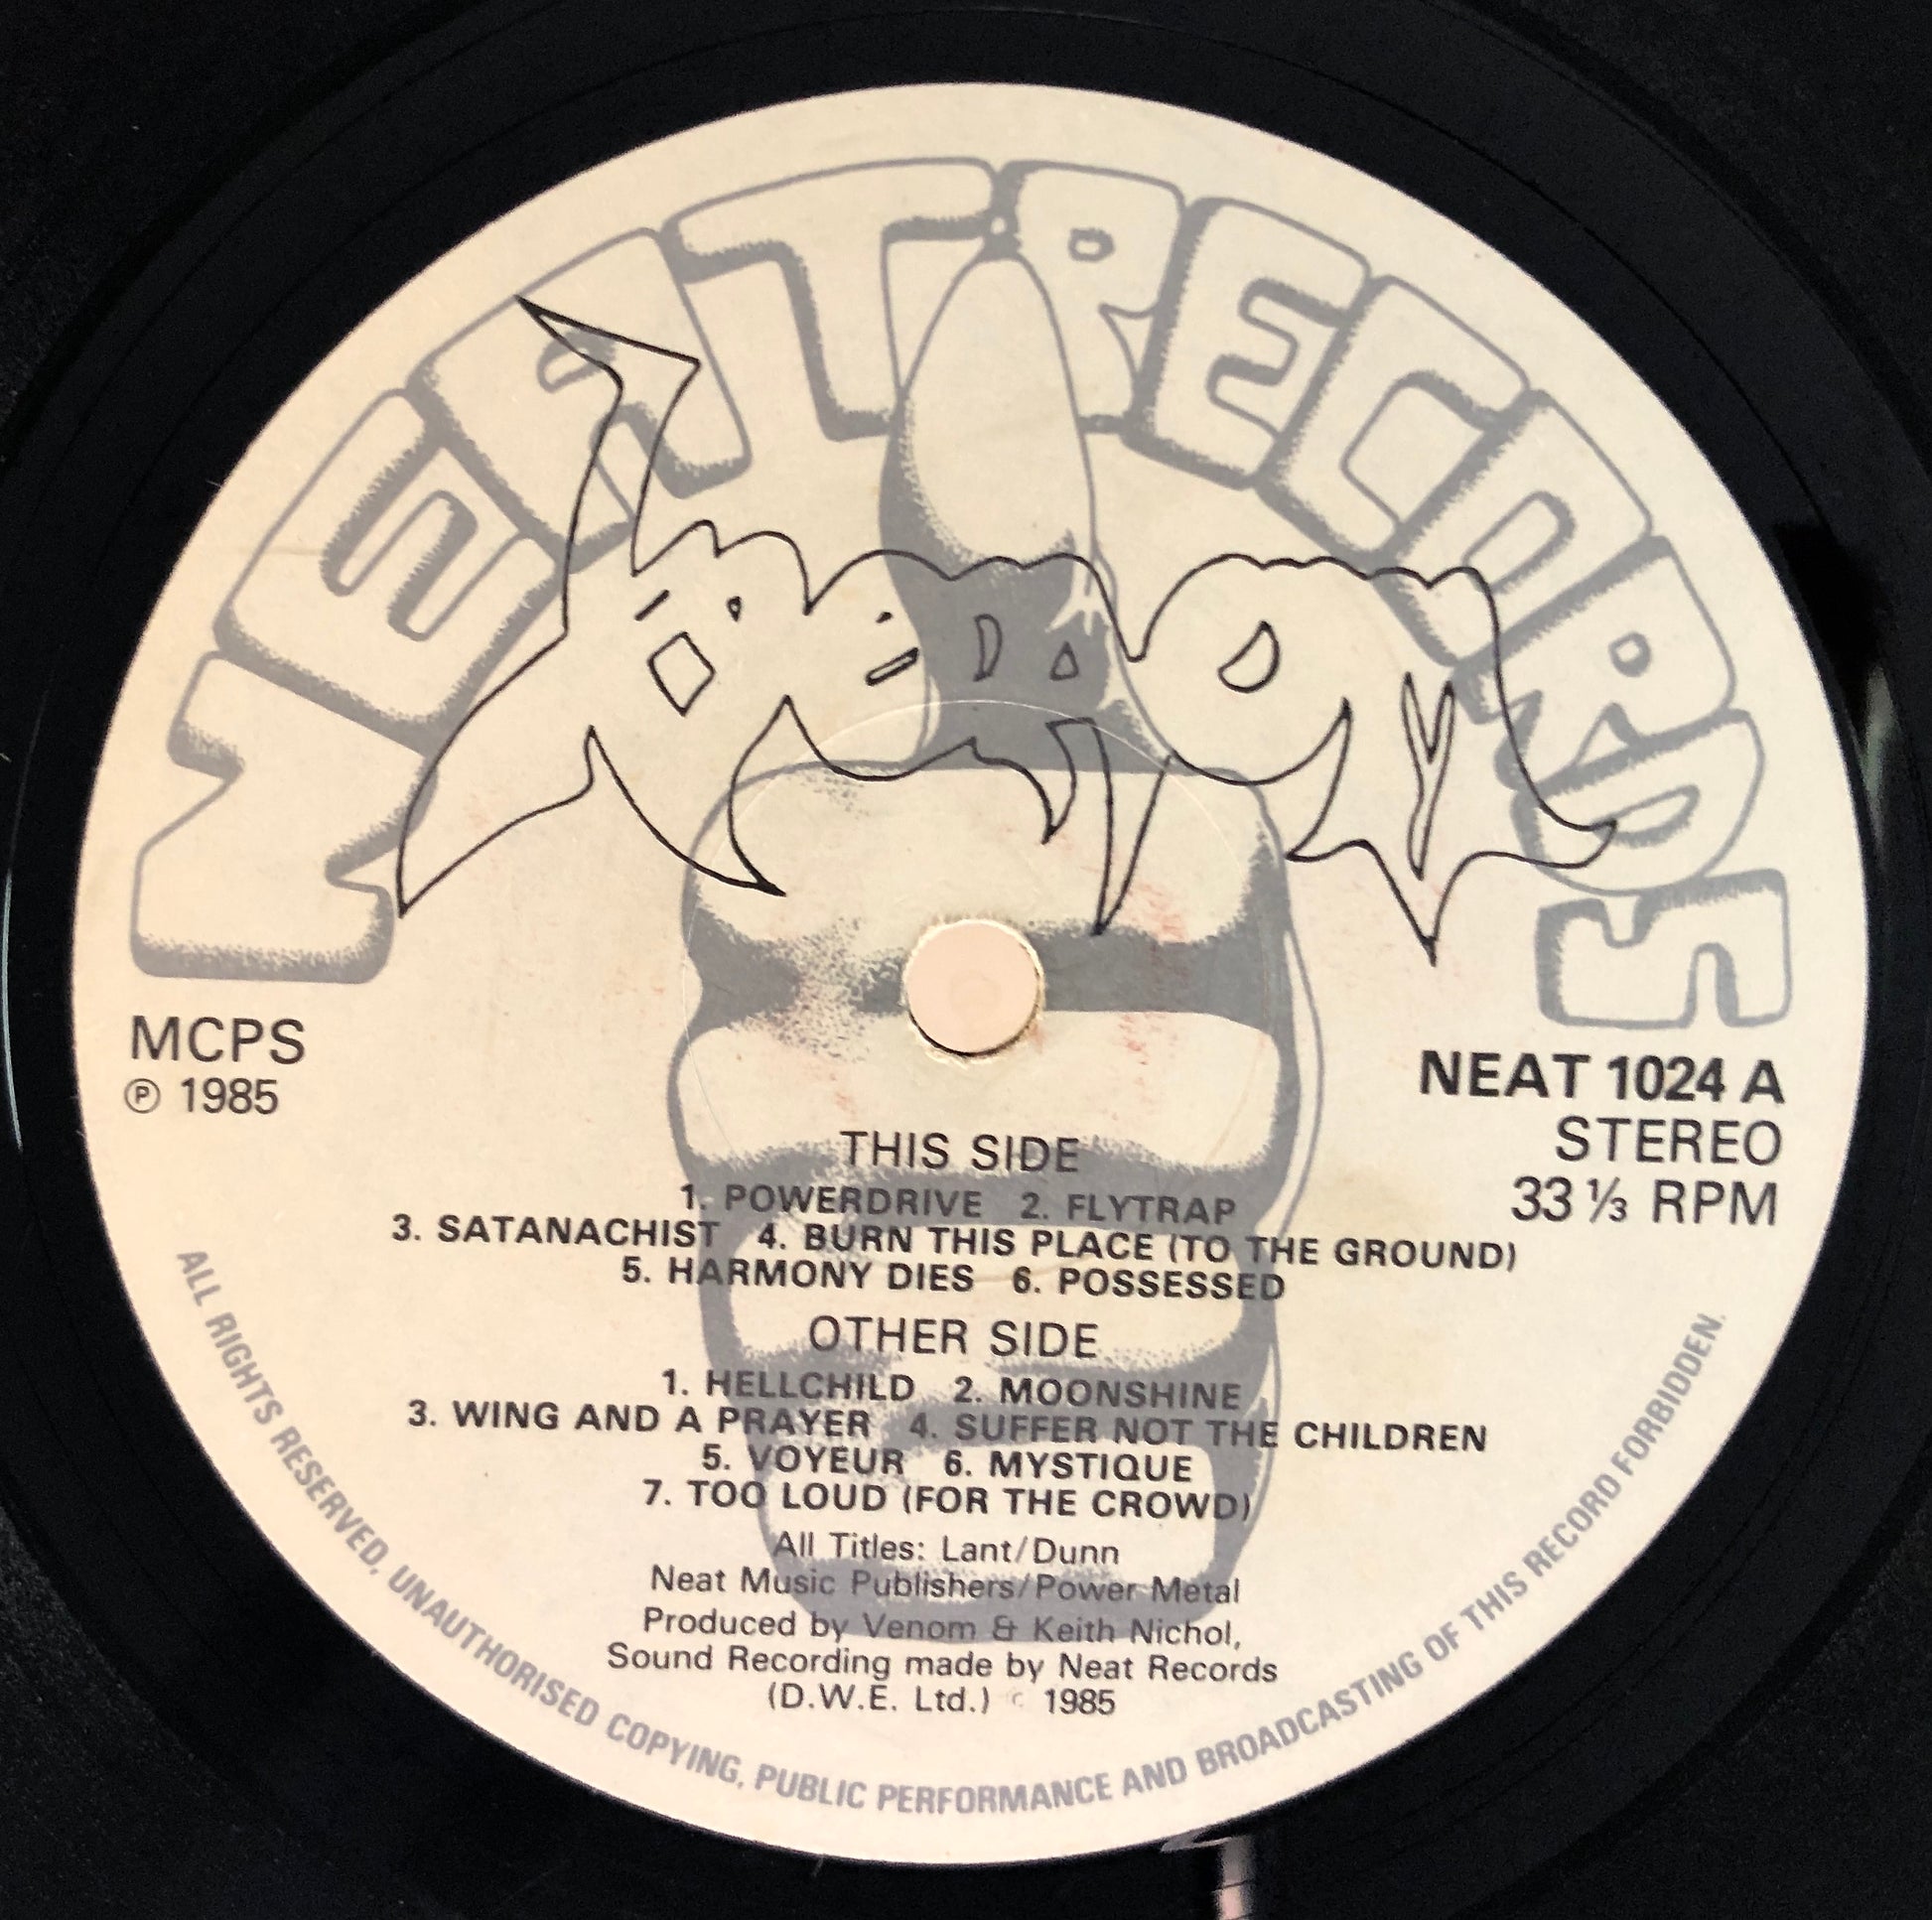 NEAT RECORDS
MCPS
℗ 1985
NEAT 1024 A
STEREO
33 ⅓ RPM
THIS SIDE
1. POWERDRIVE 2. FLYTRAP
3. SATANACHIST 4. BURN THIS PLACE (TO THE GROUND)
5. HARMONY DIES 6. POSSESSED
OTHER SIDE
1. HELLCHILD 2. MOONSHINE
3. WING AND A PRAYER 4. SUFFER NOT THE CHILDREN
5. VOYEUR 6. MYSTIQUE
7. TOO LOUD (FOR THE CROWD)
All Titles: Lant/Dunn
Neat Music Publishers/Power Metal
Produced by Venom & Keith Nichol,
Sound Recording made by Neat Records
(D.W.E. Ltd.) © 1985
ALL RIGHTS RESERVED, UNAUTHORISED COPYING, PUBLIC PERFORMANCE AND BROADCASTING OF THIS RECORD FORBIDDEN.